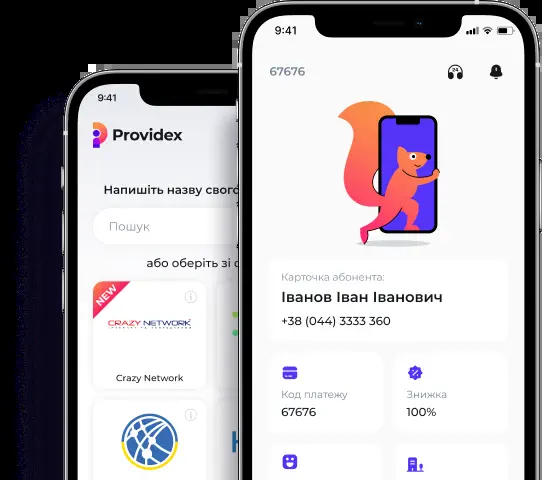 9:41
Providex
Напишіть назву свого
Пошук
або оберіть зі
NEW
CRAZY NETWORK
Crazy Network
9:41
67676
24
Карточка абонента:
Іванов Іван Іванович
+38 (044) 3333 360
Код платежу
67676
Знижка
100%